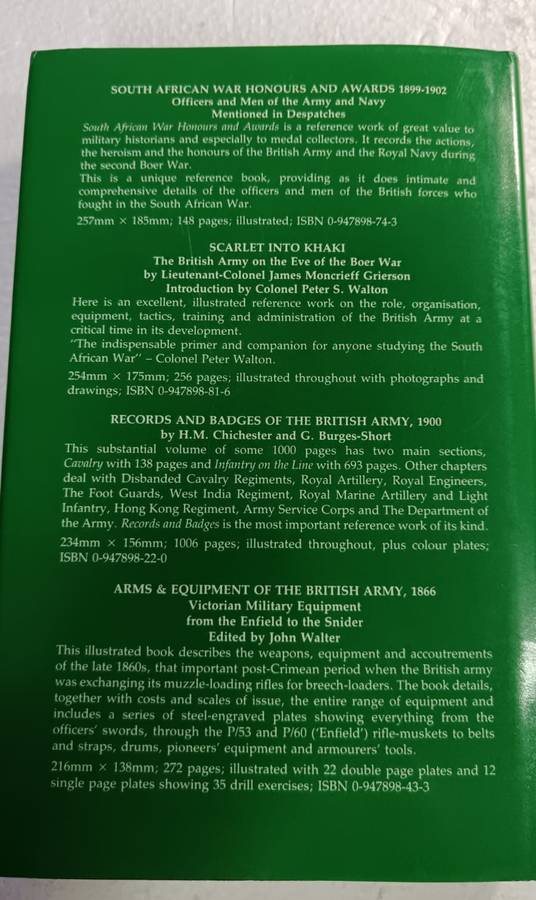 SOUTH AFRICAN WAR HONOURS AND AWARDS 1899-1902
Officers and Men of the Army and Navy
Mentioned in Despatches
South African War Honours and Awards is a reference work of great value to
military historians and especially to medal collectors. It records the actions,
the heroism and the honours of the British Army and the Royal Navy during
the second Boer War.
This is a unique reference book, providing as it does intimate and
comprehensive details of the officers and men of the British forces who
fought in the South African War.
257mm × 185mm; 148 pages; illustrated; ISBN 0-947898-74-3
SCARLET INTO KHAKI
The British Army on the Eve of the Boer War
by Lieutenant-Colonel James Moncrieff Grierson
Introduction by Colonel Peter S. Walton
Here is an excellent, illustrated reference work on the role, organisation,
equipment, tactics, training and administration of the British Army at a
critical time in its development.
"The indispensable primer and companion for anyone studying the South
African War" – Colonel Peter Walton.
254mm × 175mm; 256 pages; illustrated throughout with photographs and
drawings; ISBN 0-947898-81-6
RECORDS AND BADGES OF THE BRITISH ARMY, 1900
by H.M. Chichester and G. Burges-Short
This substantial volume of some 1000 pages has two main sections,
Cavalry with 138 pages and Infantry on the Line with 693 pages. Other chapters
deal with Disbanded Cavalry Regiments, Royal Artillery, Royal Engineers,
The Foot Guards, West India Regiment, Royal Marine Artillery and Light
Infantry, Hong Kong Regiment, Army Service Corps and The Department of
the Army. Records and Badges is the most important reference work of its kind.
234mm × 156mm; 1006 pages; illustrated throughout, plus colour plates;
ISBN 0-947898-22-0
ARMS & EQUIPMENT OF THE BRITISH ARMY, 1866
Victorian Military Equipment
from the Enfield to the Snider
Edited by John Walter
This illustrated book describes the weapons, equipment and accoutrements
of the late 1860s, that important post-Crimean period when the British army
was exchanging its muzzle-loading rifles for breech-loaders. The book details,
together with costs and scales of issue, the entire range of equipment and
includes a series of steel-engraved plates showing everything from the
officers' swords, through the P/53 and P/60 ('Enfield') rifle-muskets to belts
and straps, drums, pioneers' equipment and armourers' tools.
216mm × 138mm; 272 pages; illustrated with 22 double page plates and 12
single page plates showing 35 drill exercises; ISBN 0-947898-43-3